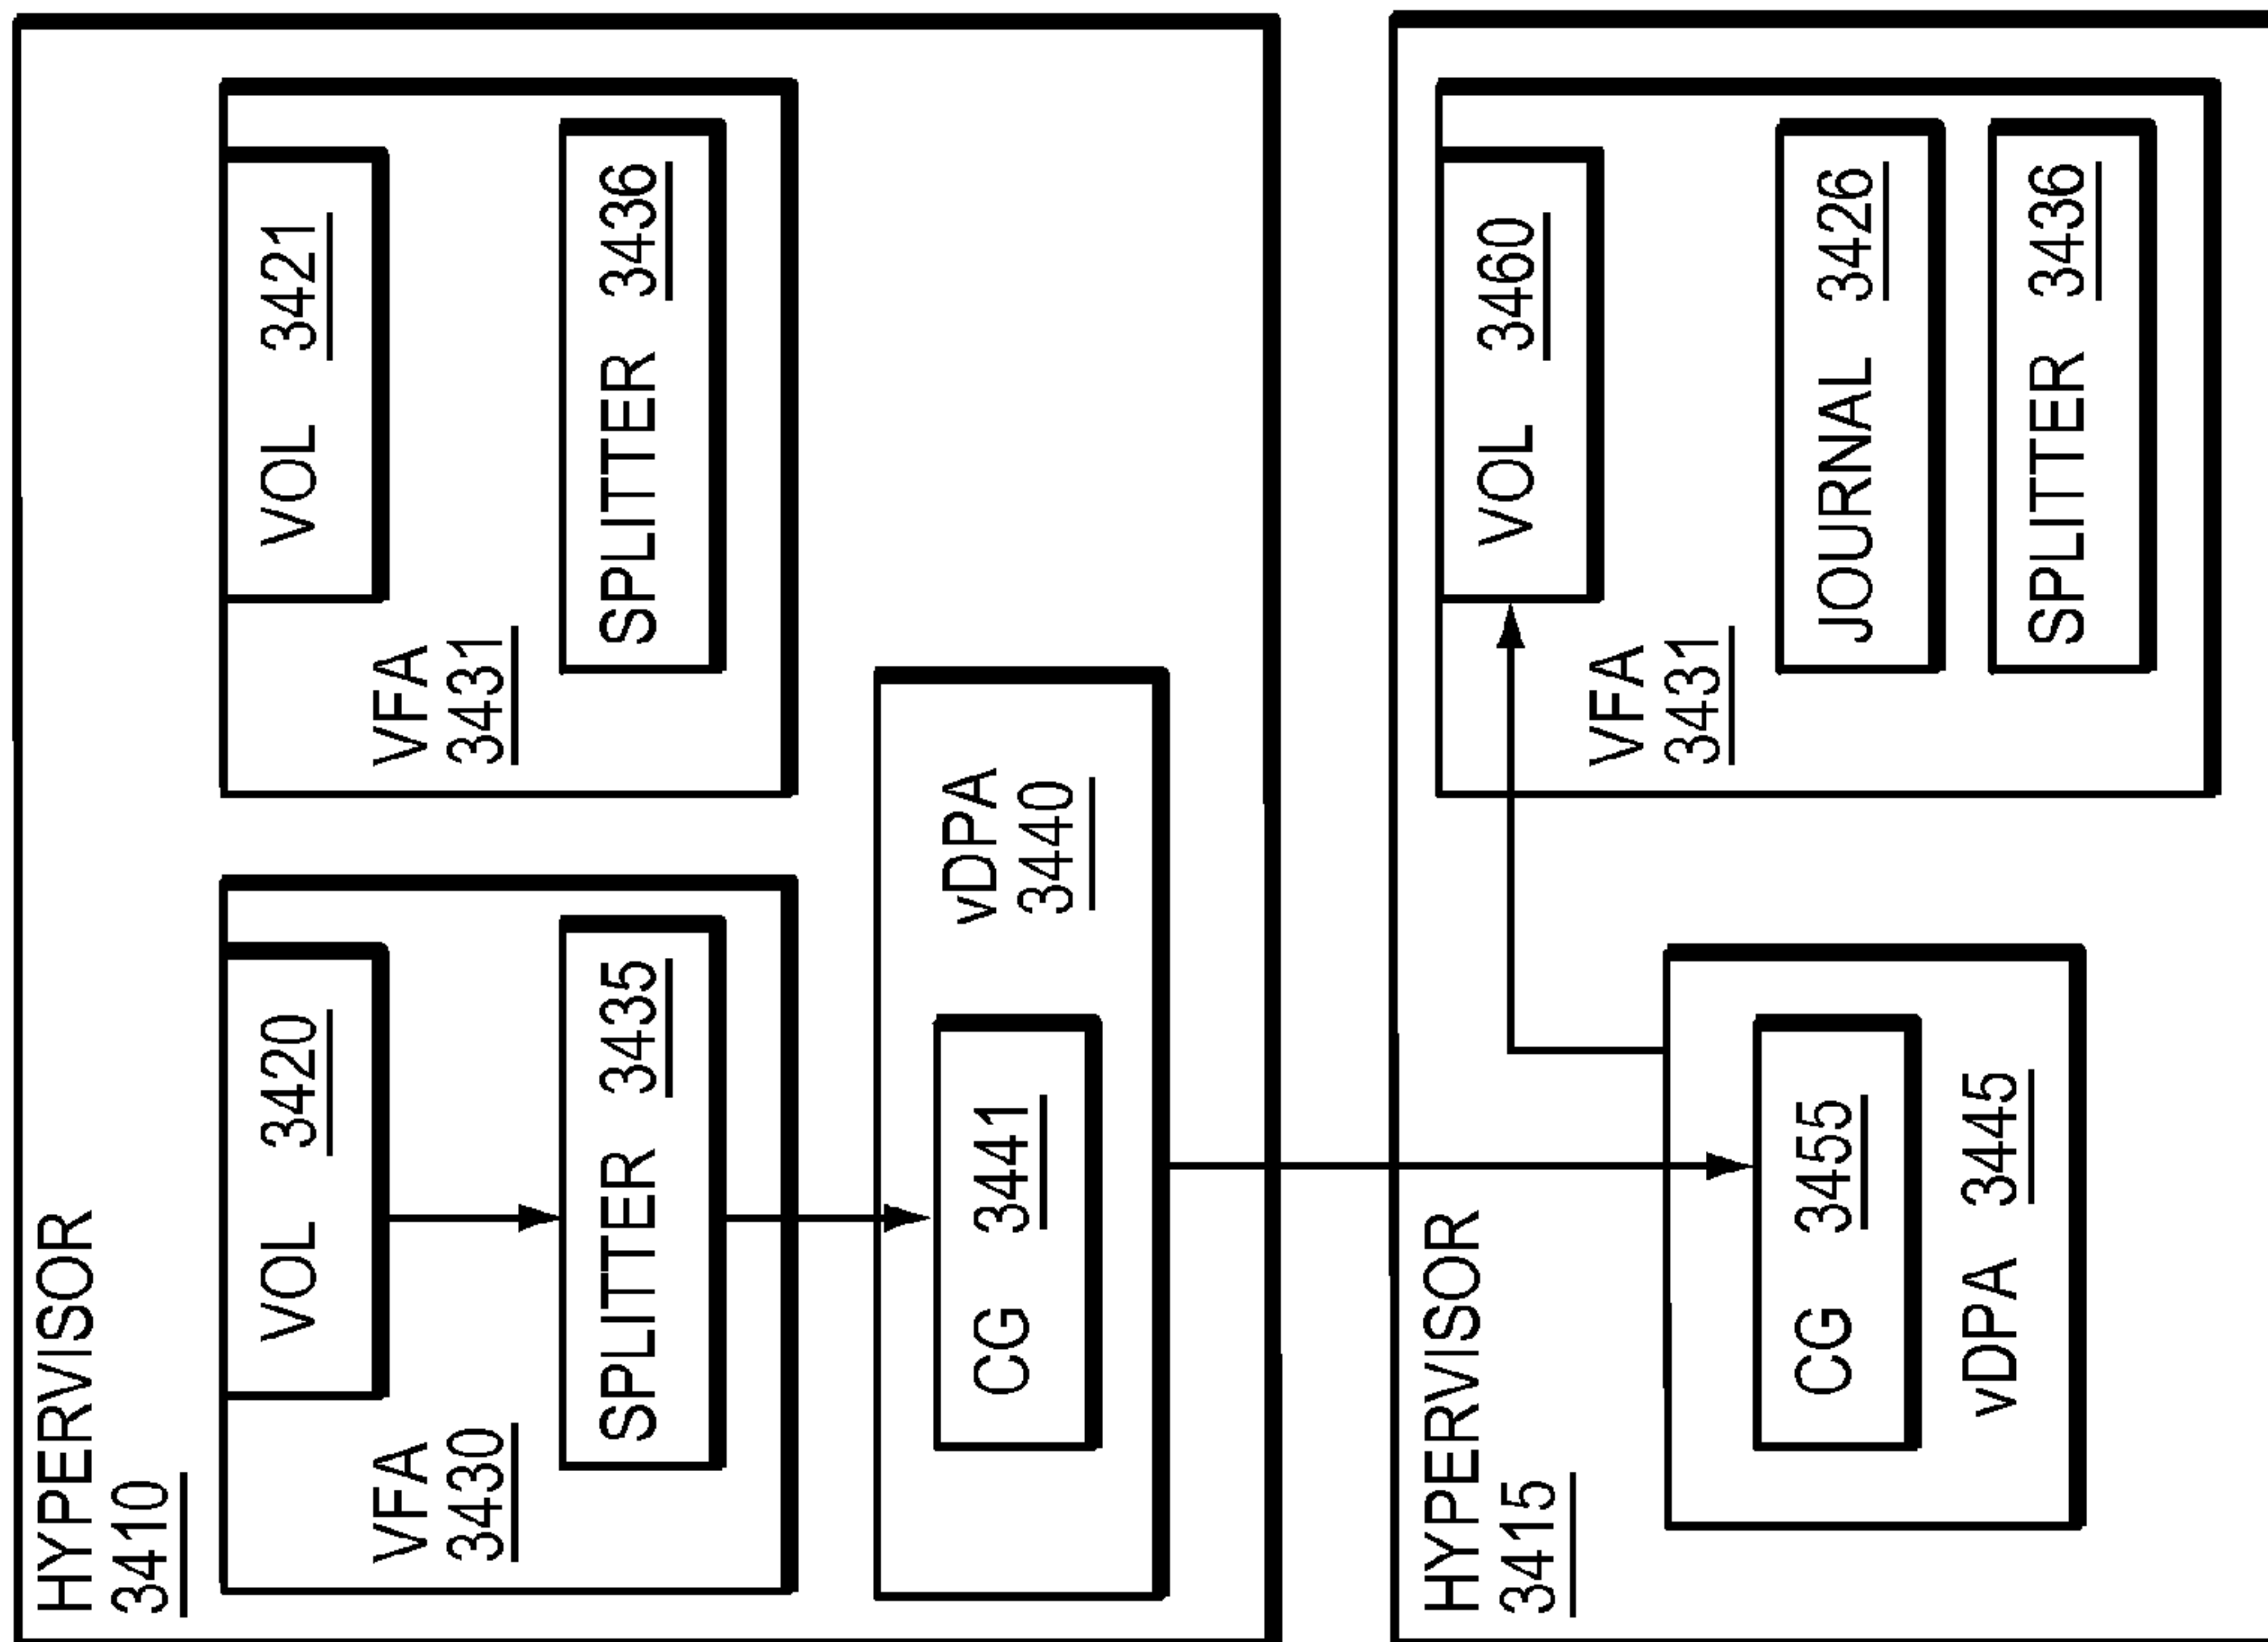 HYPERVISOR
3410
VFA
3430
VOL 3420
SPLITTER 3435
VFA
3431
VOL 3421
SPLITTER 3436
vDPA
3440
CG 3441
HYPERVISOR
3415
CG 3455
vDPA 3445
VFA
3431
VOL 3460
JOURNAL 3426
SPLITTER 3436